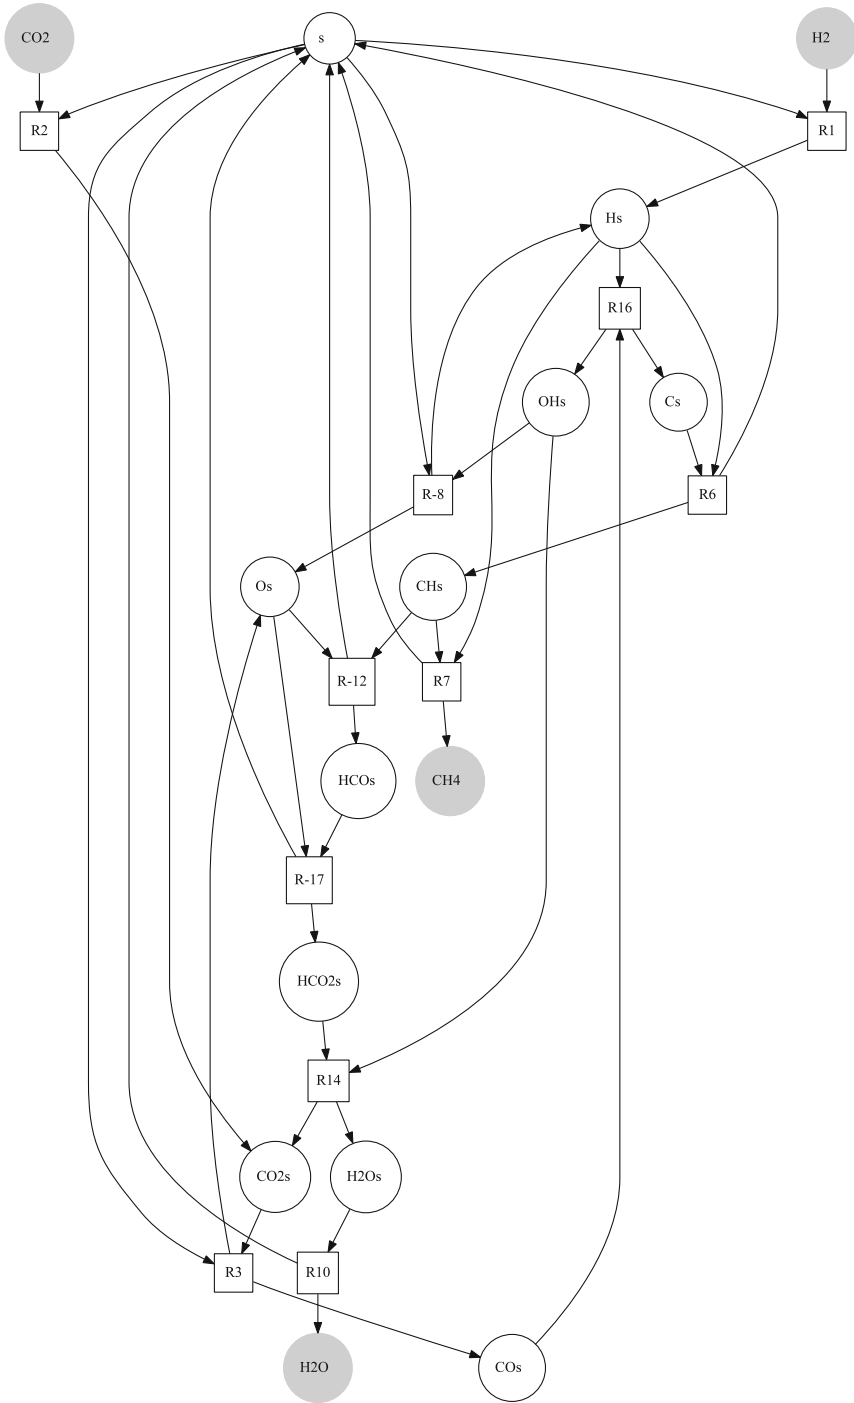 CO2
s
H2
R2
R1
Hs
R16
OHs
Cs
R-8
R6
Os
CHs
R-12
R7
HCOs
CH4
R-17
HCO2s
R14
CO2s
H2Os
R3
R10
H2O
COs